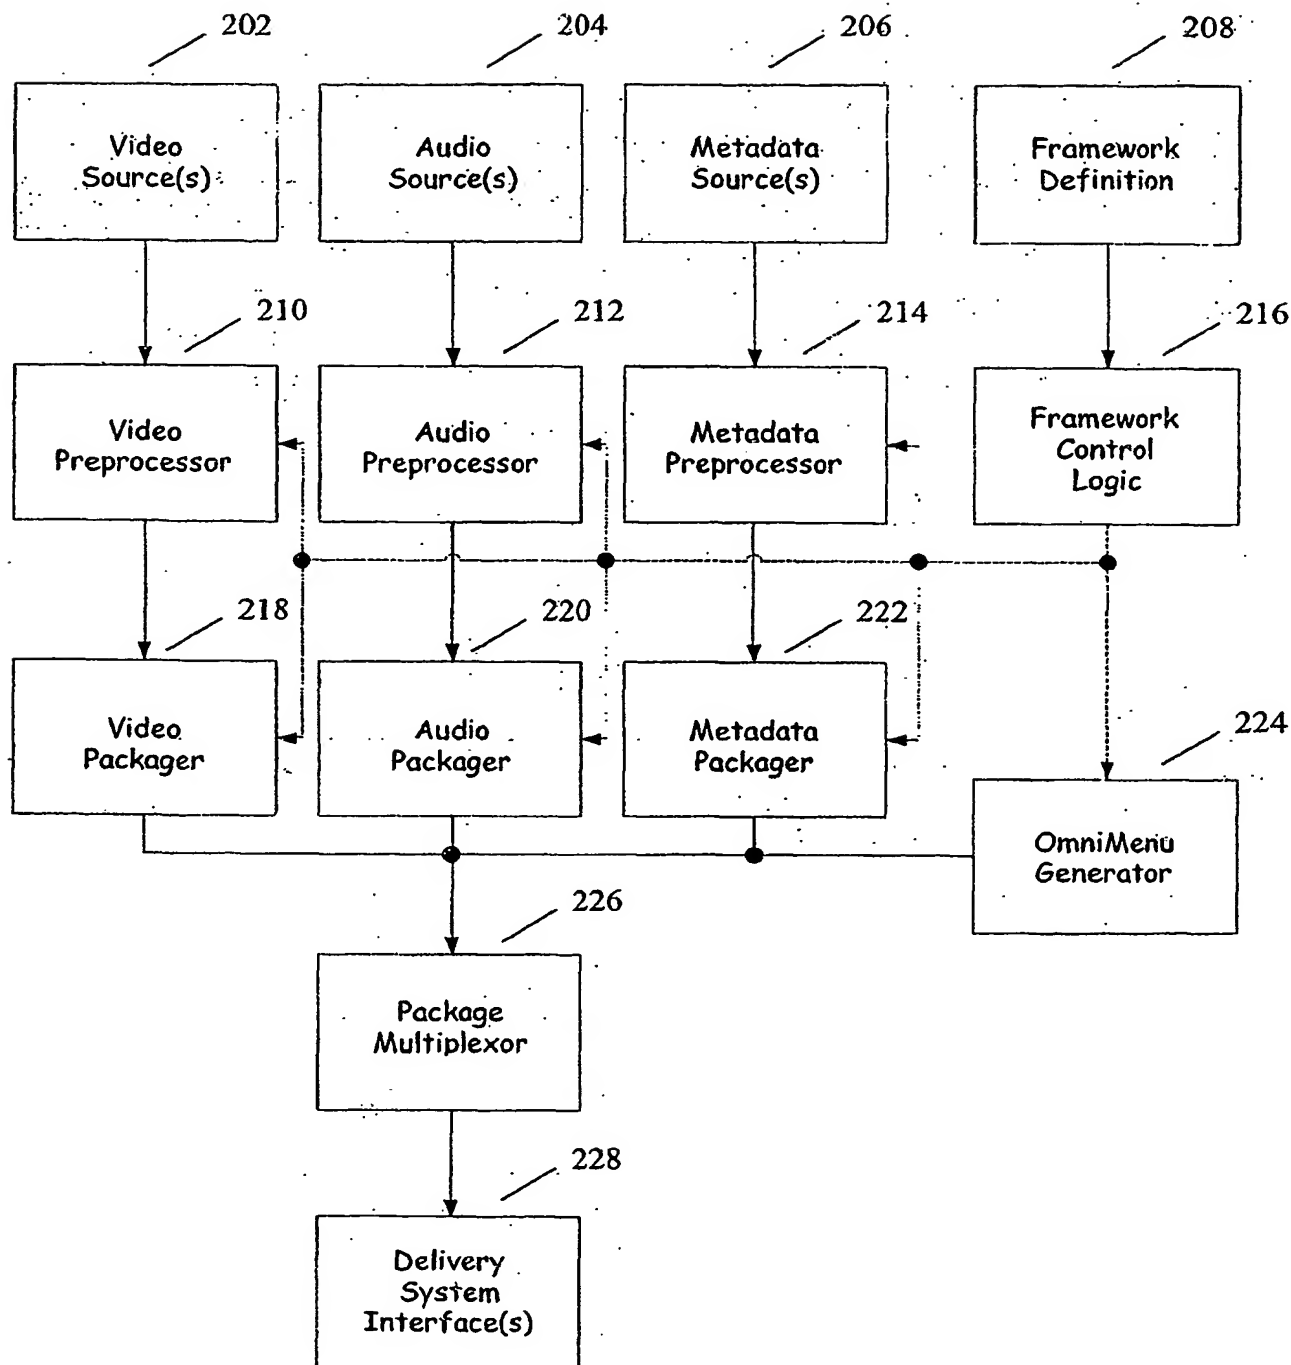 202
204
206
208
Video
Source(s)
Audio
Source(s)
Metadata
Source(s)
Framework
Definition
210
212
214
216
Video
Preprocessor
Audio
Preprocessor
Metadata
Preprocessor
Framework
Control
Logic
218
220
222
Video
Packager
Audio
Packager
Metadata
Packager
224
OmniMenu
Generator
226
Package
Multiplexor
228
Delivery
System
Interface(s)